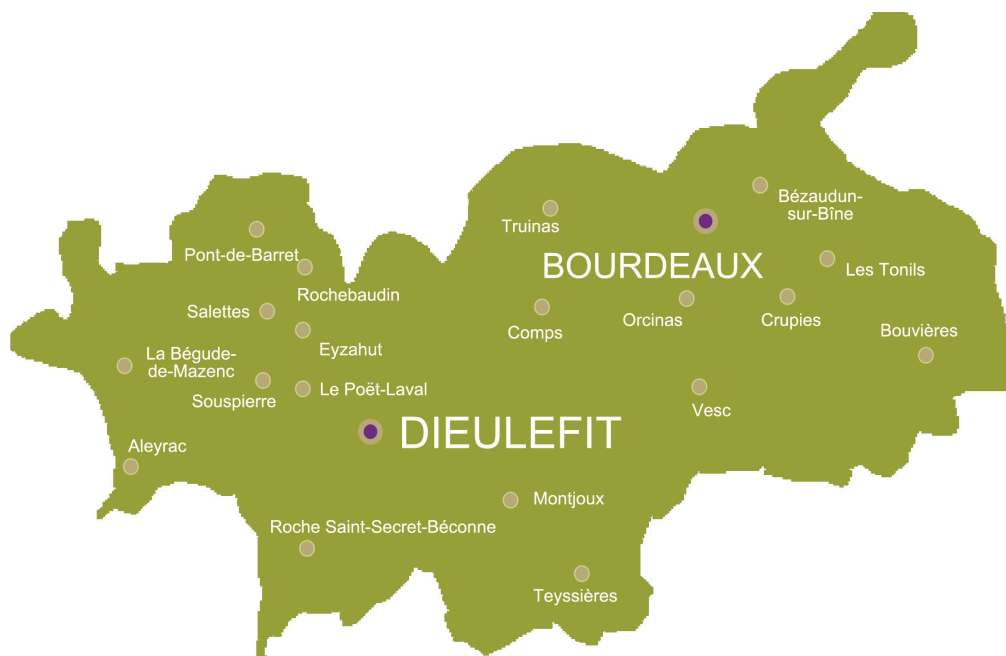 Bézaudun-
sur-Bîne
Truinas
Pont-de-Barret
BOURDEAUX
Les Tonils
Rochebaudin
Salettes
Orcinas
Crupies
Comps
Bouvières
Eyzahut
La Bégude-
de-Mazenc
Le Poët-Laval
Souspierre
Vesc
DIEULEFIT
Aleyrac
Montjoux
Roche Saint-Secret-Béconne
Teyssières